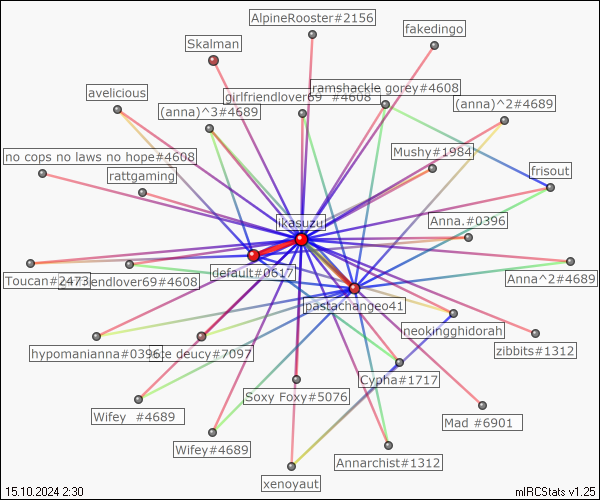 AlpineRooster#2156
fakedingo
Skalman
avelicious
girlfriendlover69 #4608
ramshackle gorey#4608
(anna)^3#4689
(anna)^2#4689
no cops no laws no hope#4608
Mushy#1984
rattgaming
frisout
ikasuzu
Anna.#0396
default#0617
Toucan#2473
endlover69#4608
Anna^2#4689
pastachangeo41
neokingghidorah
hypomanianna#0396
deucy#7097
zibbits#1312
Cypha#1717
Soxy Foxy#5076
Wifey #4689
Mad #6901
Wifey#4689
Annarchist#1312
xenoyaut
15.10.2024 2:30
mIRCStats v1.25